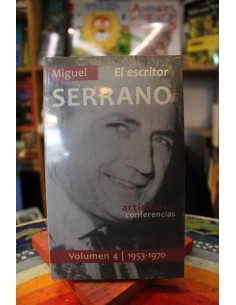 Miguel El escritor
SERRANO
artículos
conferencias
Volumen 4 | 1953-1970